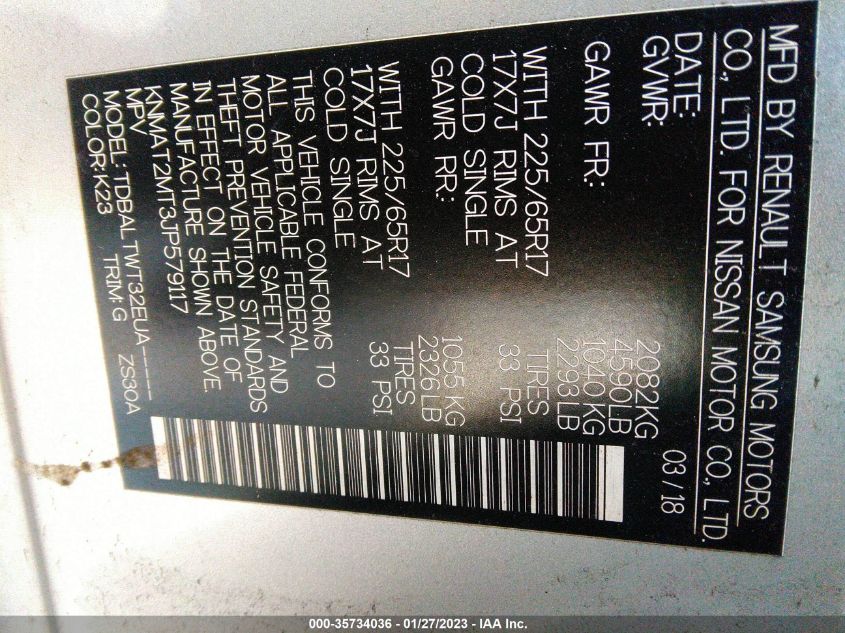 MFD BY RENAULT SAMSUNG MOTORS
CO., LTD. FOR NISSAN MOTOR CO., LTD.
DATE: 03/18
GVWR: 2082KG
4590LB
GAWR FR: 1040KG
2293LB
WITH 225/65R17 TIRES
17X7J RIMS AT 33 PSI
COLD SINGLE
GAWR RR: 1055KG
2326LB
WITH 225/65R17 TIRES
17X7J RIMS AT 33 PSI
COLD SINGLE
THIS VEHICLE CONFORMS TO
ALL APPLICABLE FEDERAL
MOTOR VEHICLE SAFETY AND
THEFT PREVENTION STANDARDS
IN EFFECT ON THE DATE OF
MANUFACTURE SHOWN ABOVE.
KNMAT2MT3JP579117
MPV
MODEL: TDBALTWT32EUA-----
COLOR: K23 TRIM: G ZS30A
000-35734036 - 01/27/2023 - IAA Inc.